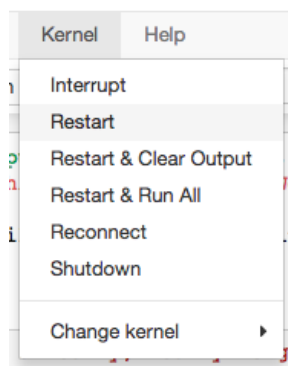 Kernel Help
Interrupt
Restart
Restart & Clear Output
Restart & Run All
Reconnect
Shutdown
Change kernel